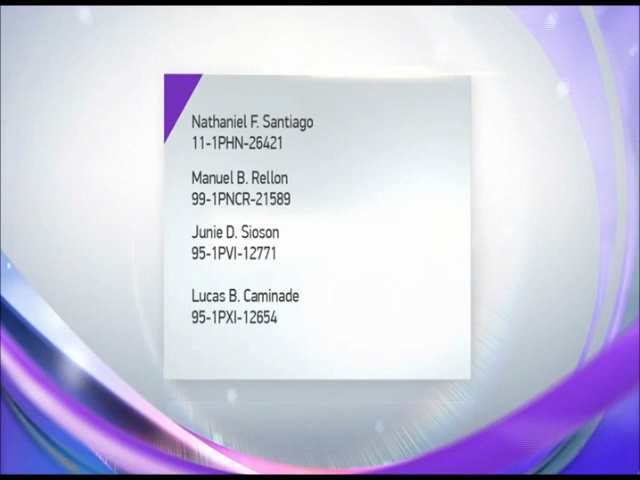 Nathaniel F. Santiago
11-1PHN-26421
Manuel B. Rellon
99-1PNCR-21589
Junie D. Sioson
95-1PVI-12771
Lucas B. Caminade
95-1PXI-12654